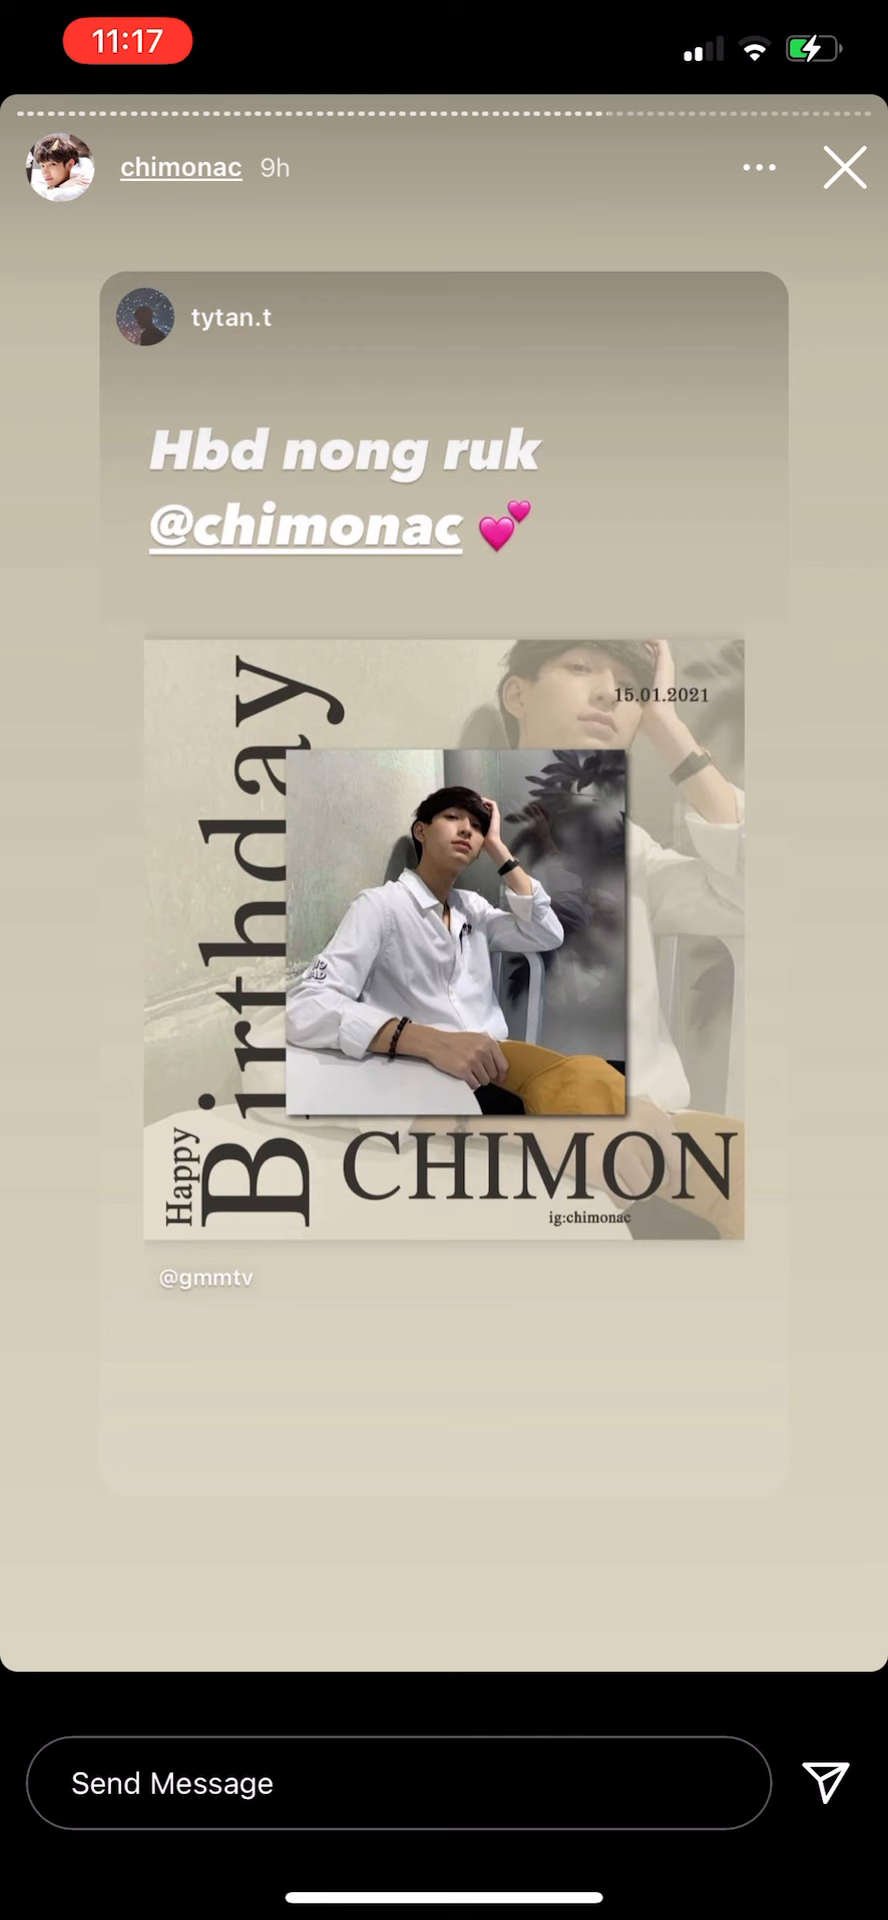 11:17
chimonac 9h
tytan.t
Hbd nong ruk
@chimonac 💕
15.01.2021
Happy
Birthday
CHIMON
ig:chimonac
@gmmtv
Send Message